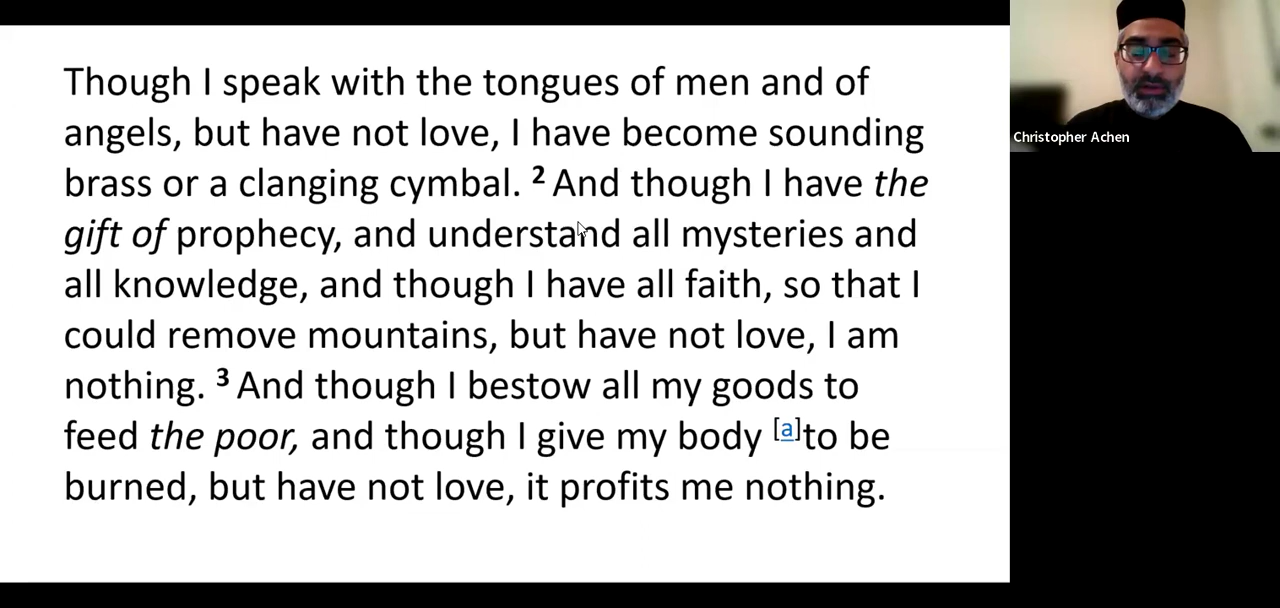 Though I speak with the tongues of men and of
angels, but have not love, I have become sounding
brass or a clanging cymbal. 2 And though I have the
gift of prophecy, and understand all mysteries and
all knowledge, and though I have all faith, so that I
could remove mountains, but have not love, I am
nothing. 3 And though I bestow all my goods to
feed the poor, and though I give my body [a]to be
burned, but have not love, it profits me nothing.
Christopher Achen